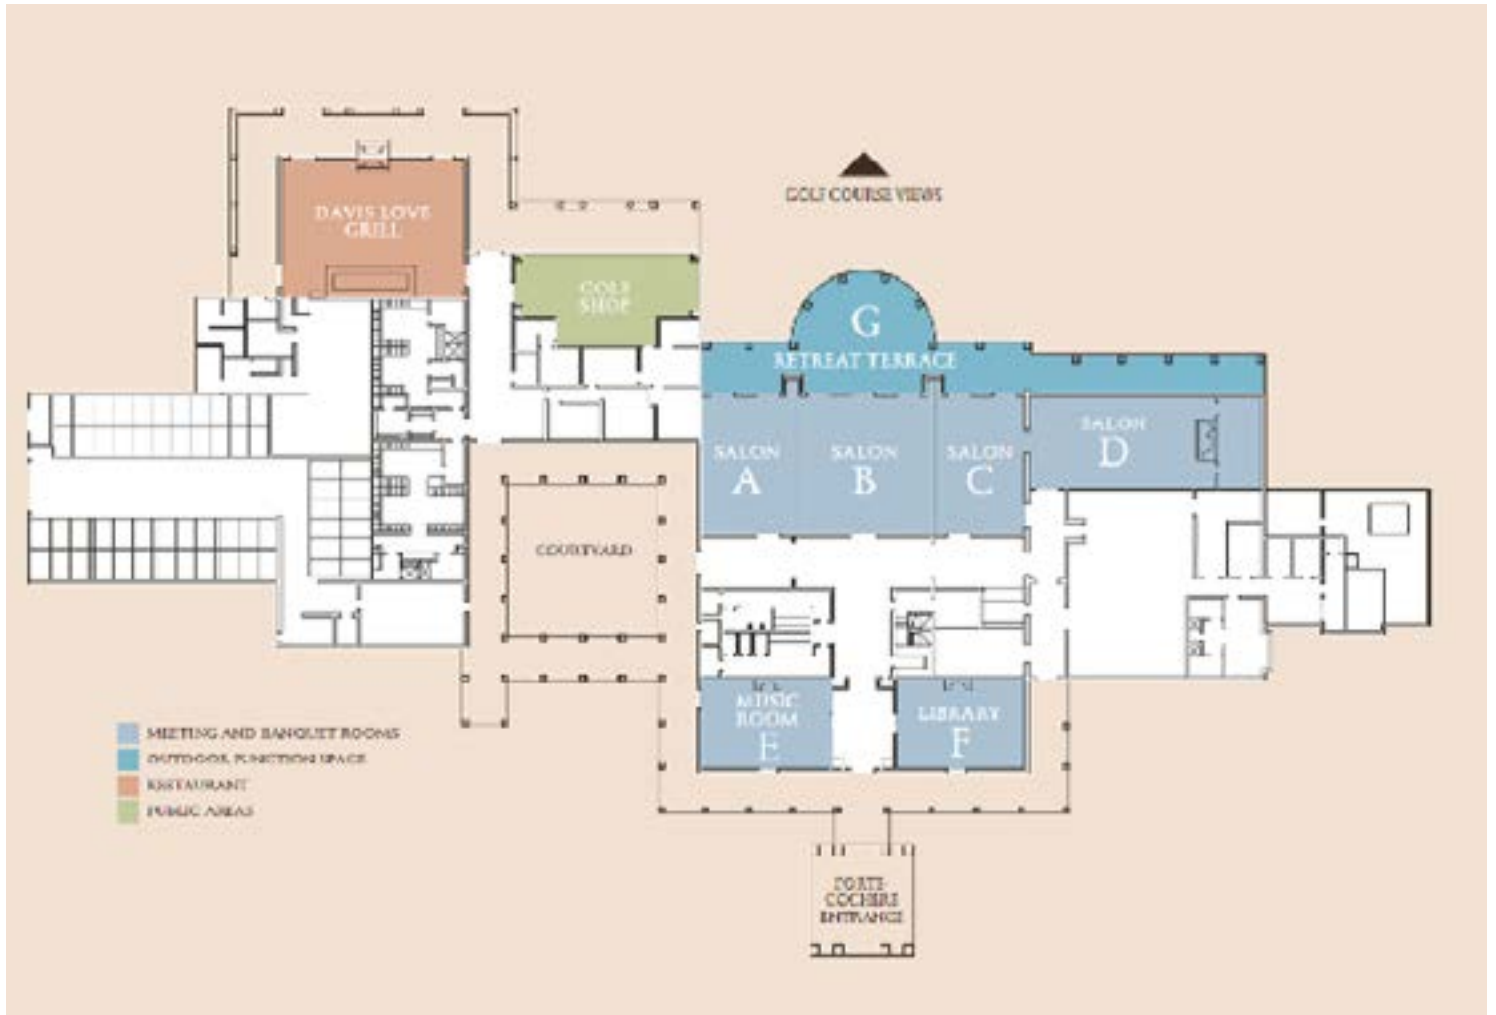 GOLF COURSE VIEWS
DAVIS LOVE
GRILL
GOLF
SHOP
G
RETREAT TERRACE
SALON
A
SALON
B
SALON
C
SALON
D
COURTYARD
MUSIC
ROOM
E
LIBRARY
F
MEETING AND BANQUET ROOMS
OUTDOOR FUNCTION SPACE
RESTAURANT
PUBLIC AREAS
PORTE-
COCHERE
ENTRANCE